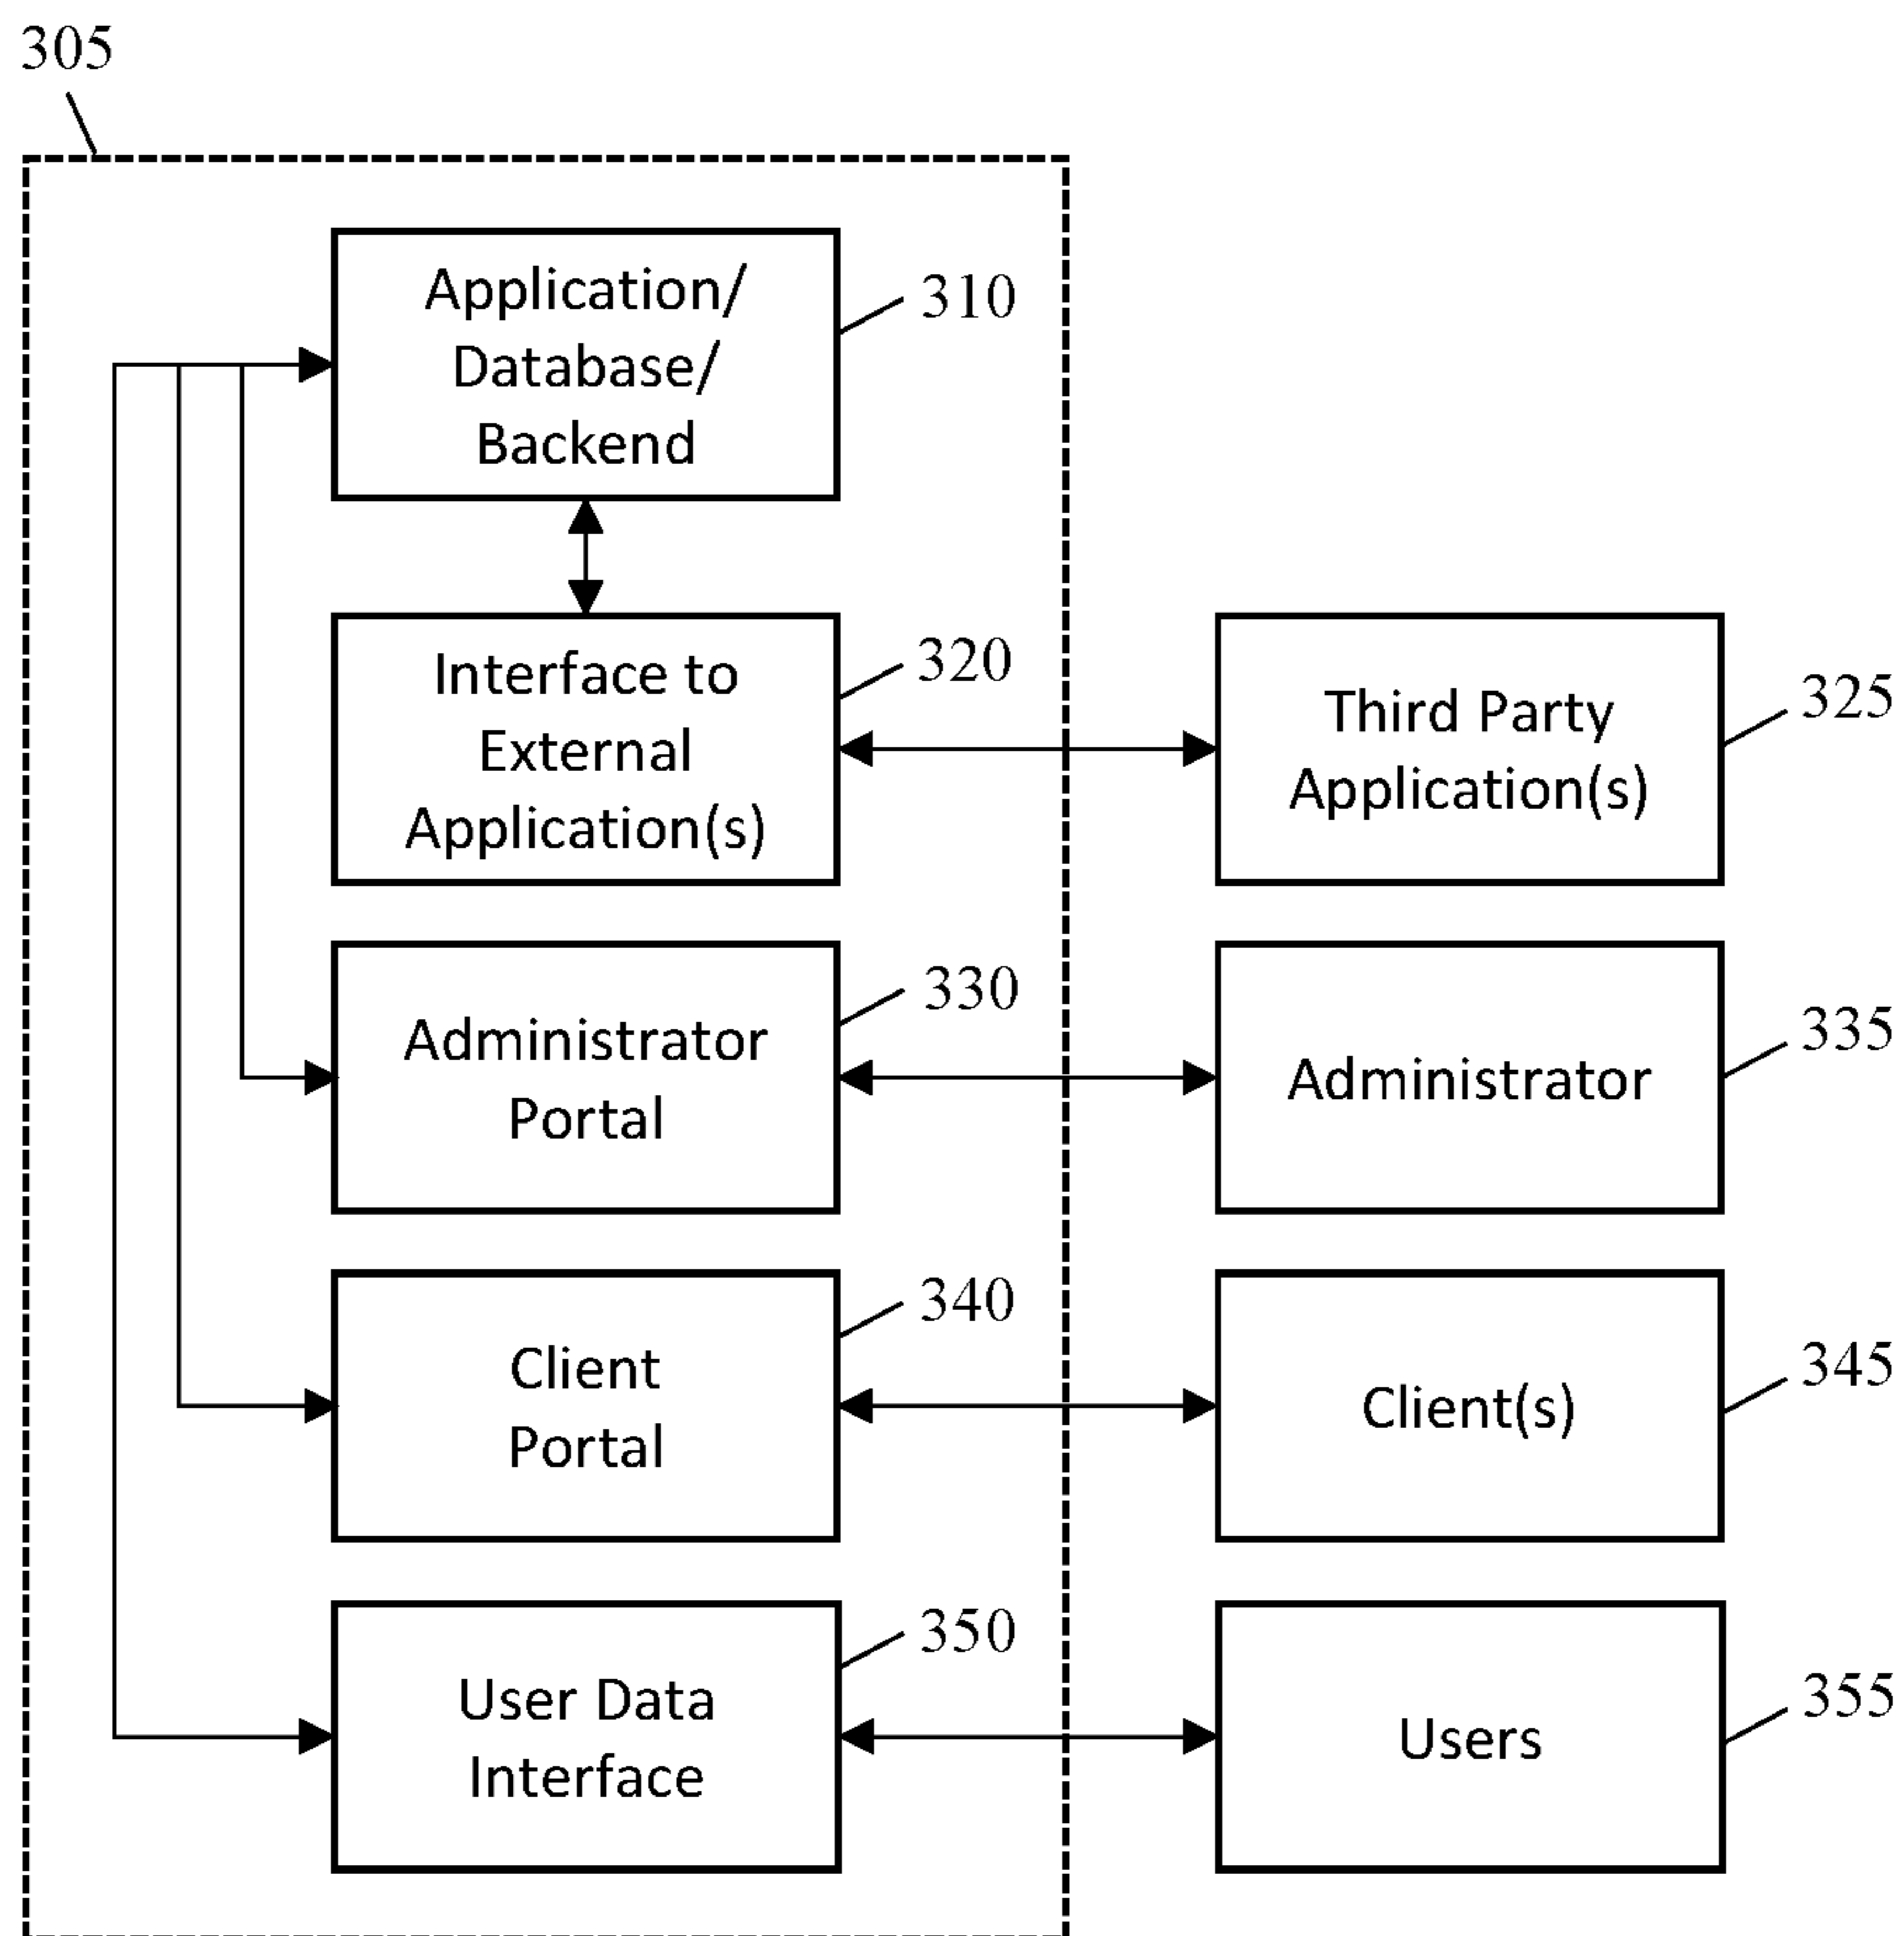 305
Application/
Database/
Backend
310
Interface to
External
Application(s)
320
Third Party
Application(s)
325
Administrator
Portal
330
Administrator
335
Client
Portal
340
Client(s)
345
User Data
Interface
350
Users
355